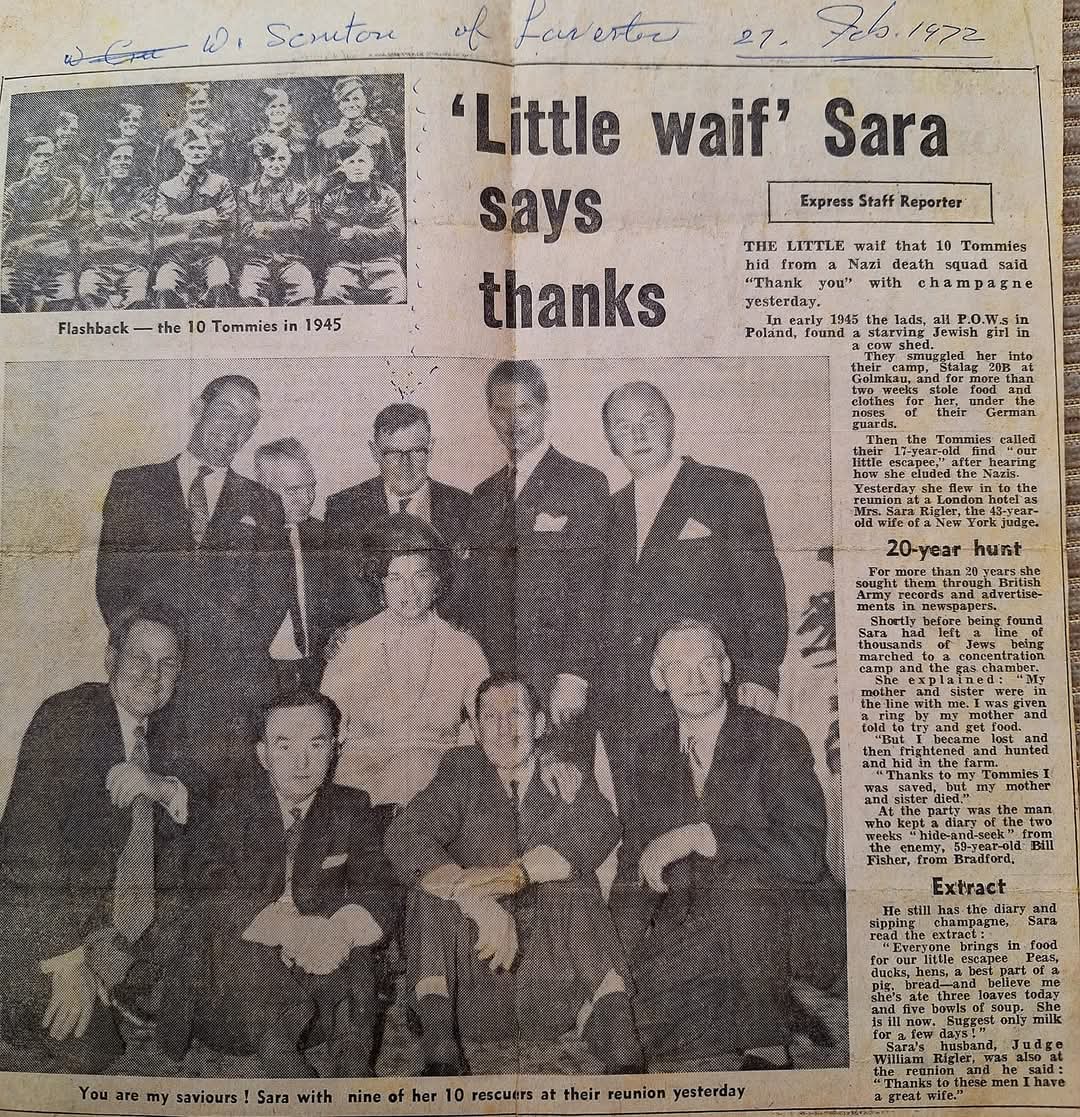 W. Scruton of Laverton 27. Feb. 1972
'Little waif' Sara
says
thanks
Express Staff Reporter
Flashback — the 10 Tommies in 1945
THE LITTLE waif that 10 Tommies
hid from a Nazi death squad said
"Thank you" with champagne
yesterday.
In early 1945 the lads, all P.O.W.s in
Poland, found a starving Jewish girl in
a cow shed.
They smuggled her into
their camp, Stalag 20B at
Golmkau, and for more than
two weeks stole food and
clothes for her, under the
noses of their German
guards.
Then the Tommies called
their 17-year-old find "our
little escapee," after hearing
how she eluded the Nazis.
Yesterday she flew in to the
reunion at a London hotel as
Mrs. Sara Rigler, the 43-year-
old wife of a New York judge.
20-year hunt
For more than 20 years she
sought them through British
Army records and advertise-
ments in newspapers.
Shortly before being found
Sara had left a line of
thousands of Jews being
marched to a concentration
camp and the gas chamber.
She explained: "My
mother and sister were in
the line with me. I was given
a ring by my mother and
told to try and get food.
"But I became lost and
then frightened and hunted
and hid in the farm.
"Thanks to my Tommies I
was saved, but my mother
and sister died."
At the party was the man
who kept a diary of the two
weeks "hide-and-seek" from
the enemy, 59-year-old Bill
Fisher, from Bradford.
Extract
He still has the diary and
sipping champagne, Sara
read the extract :
"Everyone brings in food
for our little escapee Peas,
ducks, hens, a best part of a
pig, bread—and believe me
she's ate three loaves today
and five bowls of soup. She
is ill now. Suggest only milk
for a few days!"
Sara's husband, Judge
William Rigler, was also at
the reunion and he said :
"Thanks to these men I have
a great wife."
You are my saviours ! Sara with nine of her 10 rescuers at their reunion yesterday